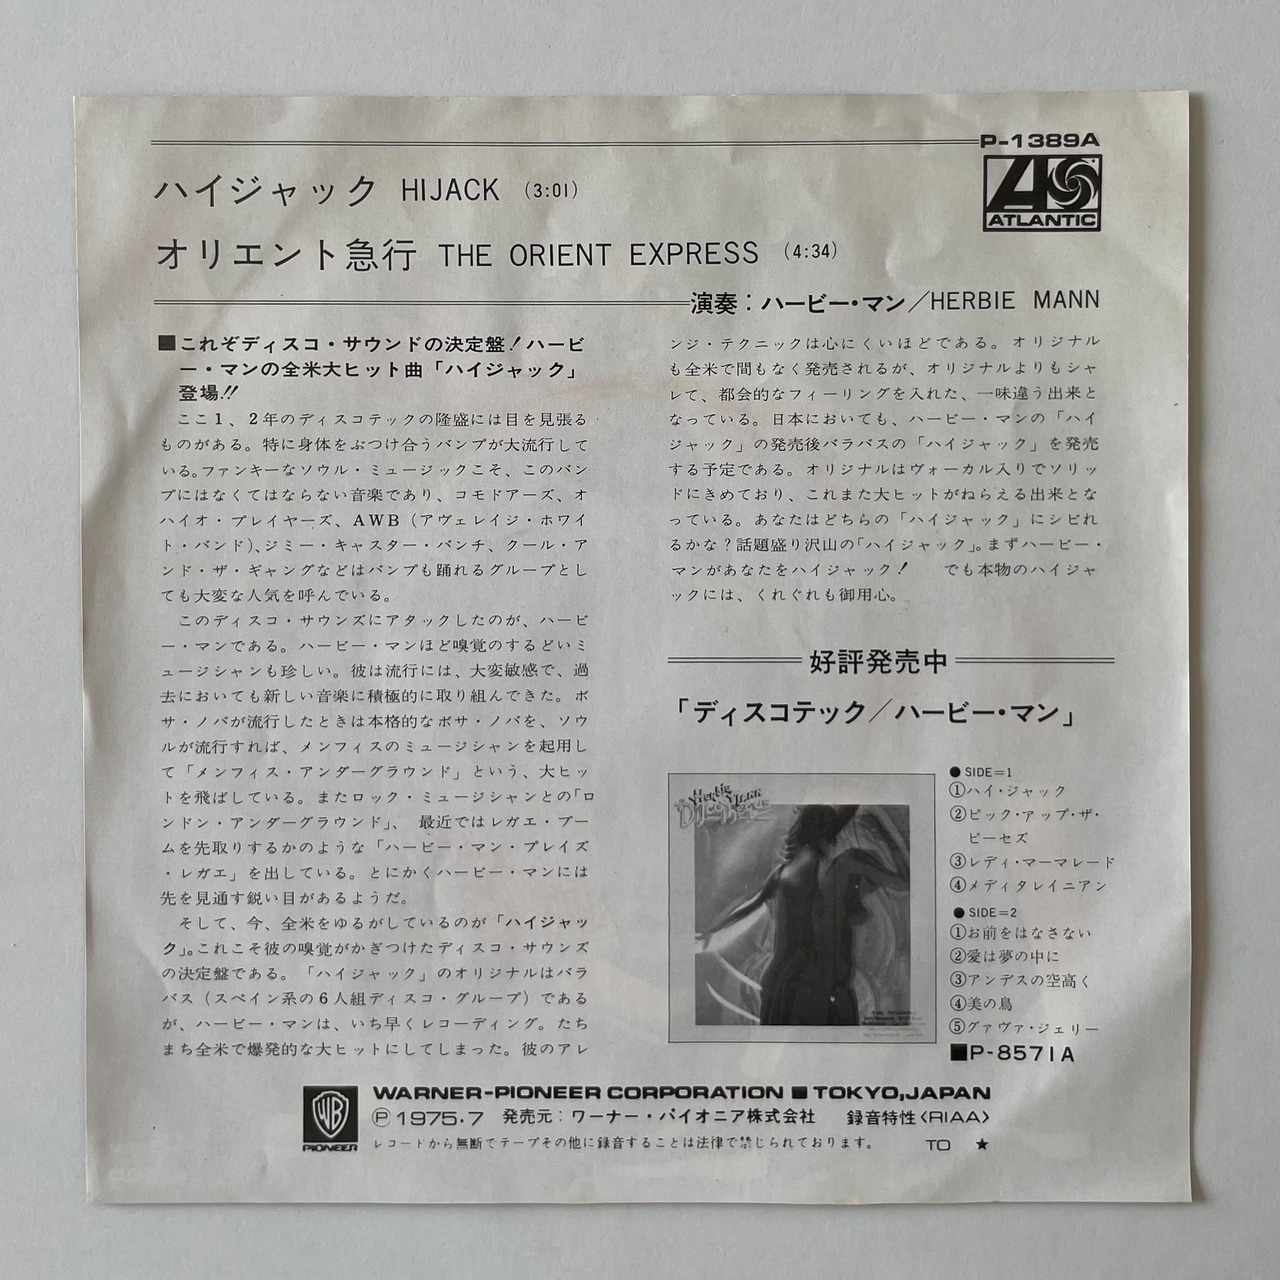 P-1389A
ATLANTIC
ハイジャック HIJACK (3:01)
オリエント急行 THE ORIENT EXPRESS (4:34)
演奏：ハービー・マン／HERBIE MANN
■これぞディスコ・サウンドの決定盤！ハービ
ー・マンの全米大ヒット曲「ハイジャック」
登場!!
ここ1、2年のディスコテックの隆盛には目を見張る
ものがある。特に身体をぶつけ合うバンプが大流行して
いる。ファンキーなソウル・ミュージックこそ、このバン
プにはなくてはならない音楽であり、コモドアーズ、オ
ハイオ・プレイヤーズ、AWB（アヴェレイジ・ホワイ
ト・バンド）、ジミー・キャスター・バンチ、クール・ア
ンド・ザ・ギャングなどはバンプも踊れるグループとし
ても大変な人気を呼んでいる。
このディスコ・サウンズにアタックしたのが、ハービ
ー・マンである。ハービー・マンほど嗅覚のするどいミ
ュージシャンも珍しい。彼は流行には、大変敏感で、過
去においても新しい音楽に積極的に取り組んできた。ボ
サ・ノバが流行したときは本格的なボサ・ノバを、ソウ
ルが流行すれば、メンフィスのミュージシャンを起用し
て「メンフィス・アンダーグラウンド」という、大ヒッ
トを飛ばしている。またロック・ミュージシャンとの「ロ
ンドン・アンダーグラウンド」、 最近ではレガエ・ブー
ムを先取りするかのような「ハービー・マン・プレイズ
・レガエ」を出している。とにかくハービー・マンには
先を見通す鋭い目があるようだ。
そして、今、全米をゆるがしているのが「ハイジャッ
ク」。これこそ彼の嗅覚がかぎつけたディスコ・サウンズ
の決定盤である。「ハイジャック」のオリジナルはバラ
バス（スペイン系の6人組ディスコ・グループ）である
が、ハービー・マンは、いち早くレコーディング。たち
まち全米で爆発的な大ヒットにしてしまった。彼のアレ
ンジ・テクニックは心にくいほどである。オリジナル
も全米で間もなく発売されるが、オリジナルよりもシャ
レて、都会的なフィーリングを入れた、一味違う出来と
なっている。日本においても、ハービー・マンの「ハイ
ジャック」の発売後バラバスの「ハイジャック」を発売
する予定である。オリジナルはヴォーカル入りでソリッ
ドにきめており、これまた大ヒットがねらえる出来とな
っている。あなたはどちらの「ハイジャック」にシビれ
るかな？話題盛り沢山の「ハイジャック」。まずハービー・
マンがあなたをハイジャック！ でも本物のハイジャ
ックには、くれぐれも御用心。
好評発売中
「ディスコテック／ハービー・マン」
Herbie Mann
Discothèque
●SIDE=1
①ハイ・ジャック
②ピック・アップ・ザ・
ピーセズ
③レディ・マーマレード
④メディタレイニアン
●SIDE=2
①お前をはなさない
②愛は夢の中に
③アンデスの空高く
④美の鳥
⑤グァヴァ・ジェリー
■P-8571A
WB
PIONEER
WARNER-PIONEER CORPORATION ■ TOKYO,JAPAN
Ⓟ1975・7 発売元：ワーナー・パイオニア株式会社 録音特性〈RIAA〉
レコードから無断でテープその他に録音することは法律で禁じられております。 TO ★